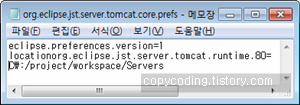 org.eclipse.jst.server.tomcat.core.prefs - 메모장
파일(F) 편집(E) 서식(O) 보기(V) 도움말(H)
eclipse.preferences.version=1
locationorg.eclipse.jst.server.tomcat.runtime.80=
D₩:/project/workspace/Servers
copycoding.tistory.com